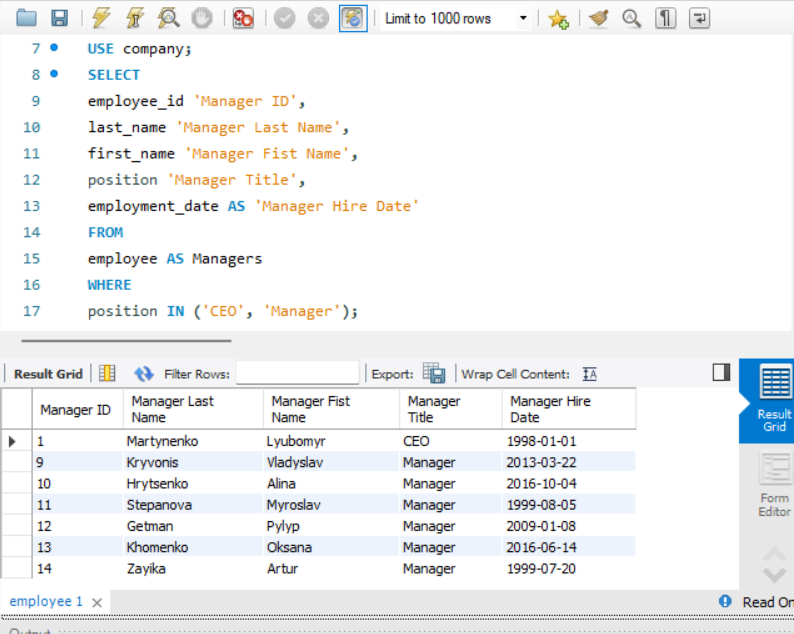 Limit to 1000 rows
7 USE company;
8 SELECT
9 employee_id 'Manager ID',
10 last_name 'Manager Last Name',
11 first_name 'Manager Fist Name',
12 position 'Manager Title',
13 employment_date AS 'Manager Hire Date'
14 FROM
15 employee AS Managers
16 WHERE
17 position IN ('CEO', 'Manager');
Result Grid Filter Rows: Export: Wrap Cell Content: IA
Manager ID Manager Last Name Manager Fist Name Manager Title Manager Hire Date
1 Martynenko Lyubomyr CEO 1998-01-01
9 Kryvonis Vladyslav Manager 2013-03-22
10 Hrytsenko Alina Manager 2016-10-04
11 Stepanova Myroslav Manager 1999-08-05
12 Getman Pylyp Manager 2009-01-08
13 Khomenko Oksana Manager 2016-06-14
14 Zayika Artur Manager 1999-07-20
Result
Grid
Form
Editor
employee 1 Read On